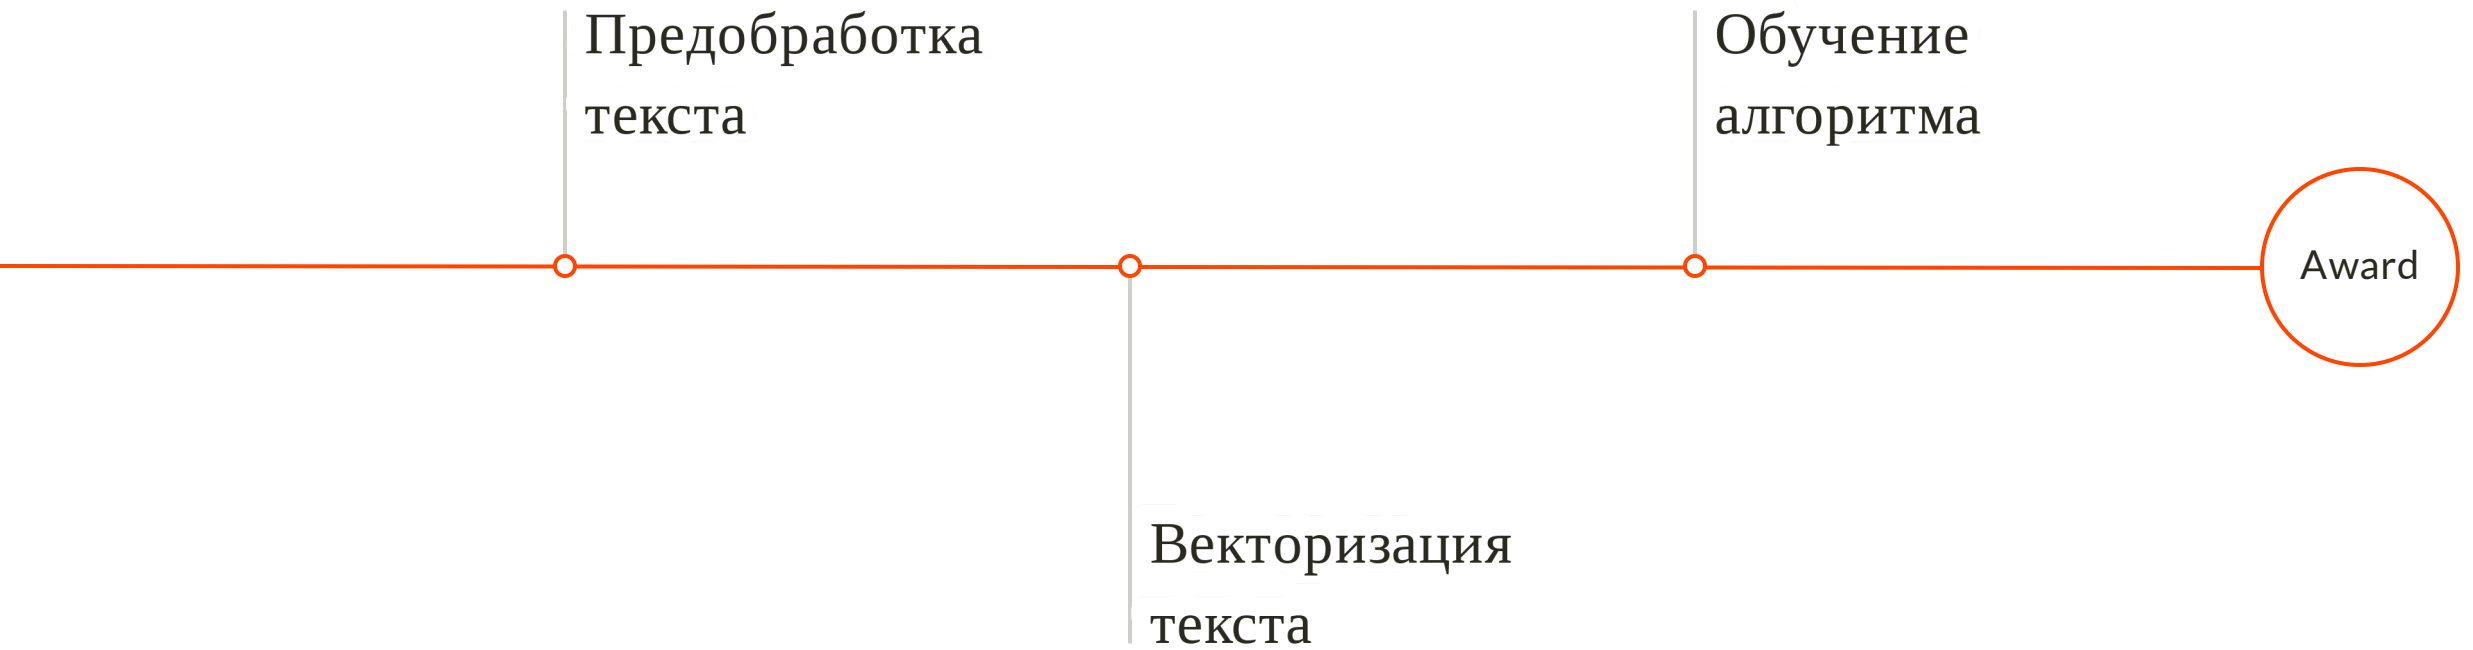 Предобработка
текста
Обучение
алгоритма
Award
Векторизация
текста